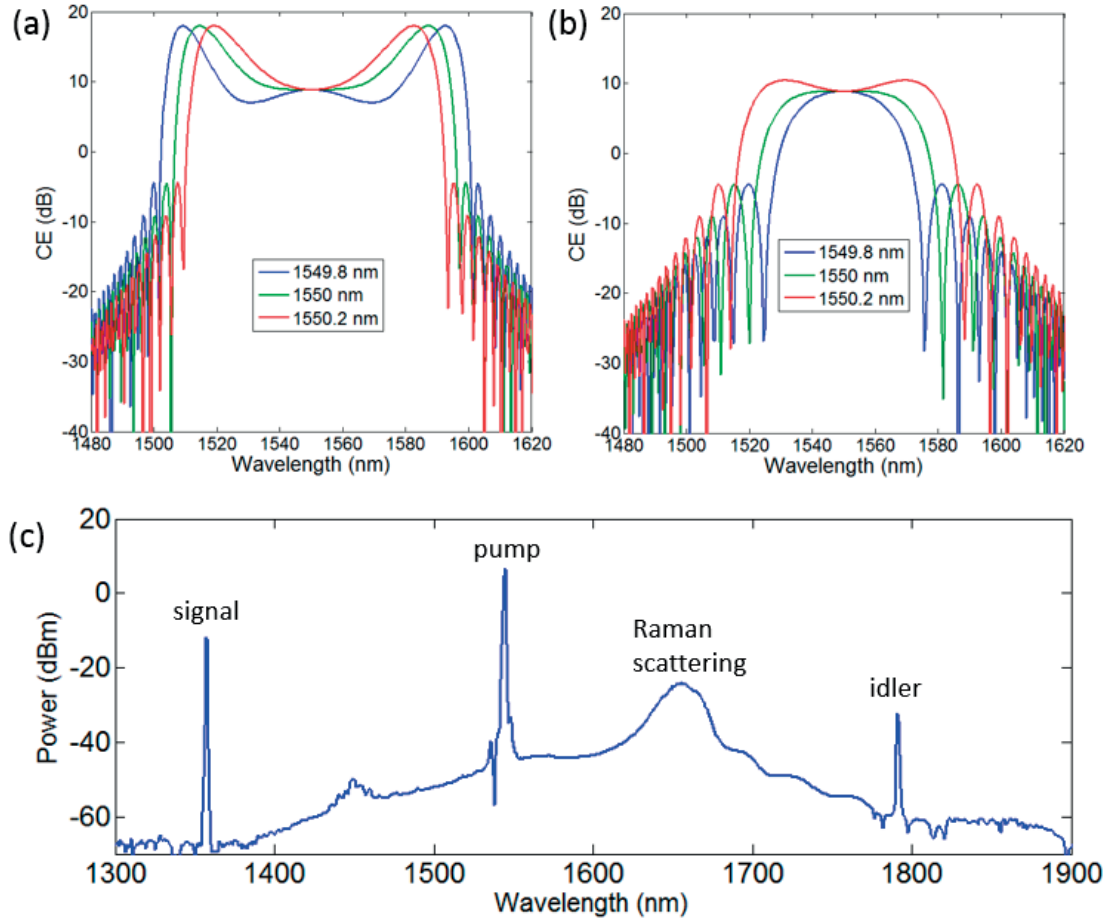 (a)
20
10
0
-10
-20
-30
-40
CE (dB)
1549.8 nm
1550 nm
1550.2 nm
1480 1500 1520 1540 1560 1580 1600 1620
Wavelength (nm)
(b)
20
10
0
-10
-20
-30
-40
CE (dB)
1549.8 nm
1550 nm
1550.2 nm
1480 1500 1520 1540 1560 1580 1600 1620
Wavelength (nm)
(c)
20
0
-20
-40
-60
Power (dBm)
signal
pump
Raman
scattering
idler
1300 1400 1500 1600 1700 1800 1900
Wavelength (nm)